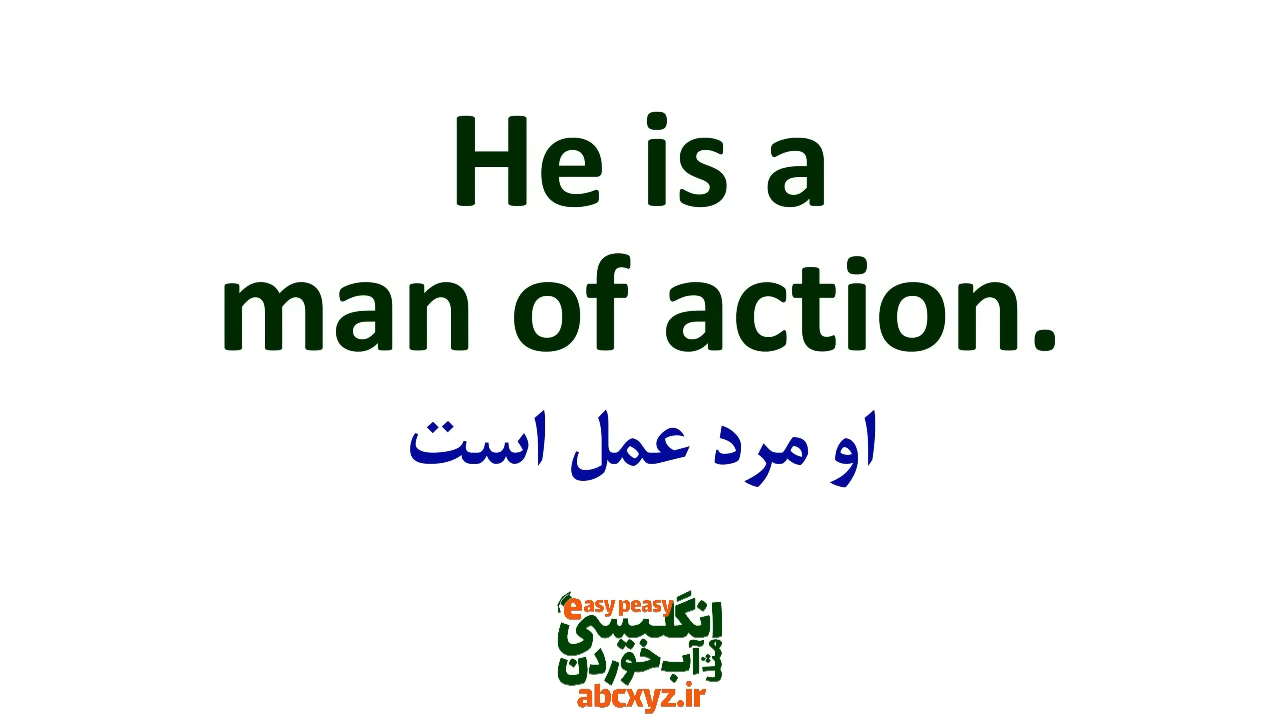 He is a
man of action.
او مرد عمل است
easy peasy
انگلیسی
مثل آب خوردن
abcxyz.ir